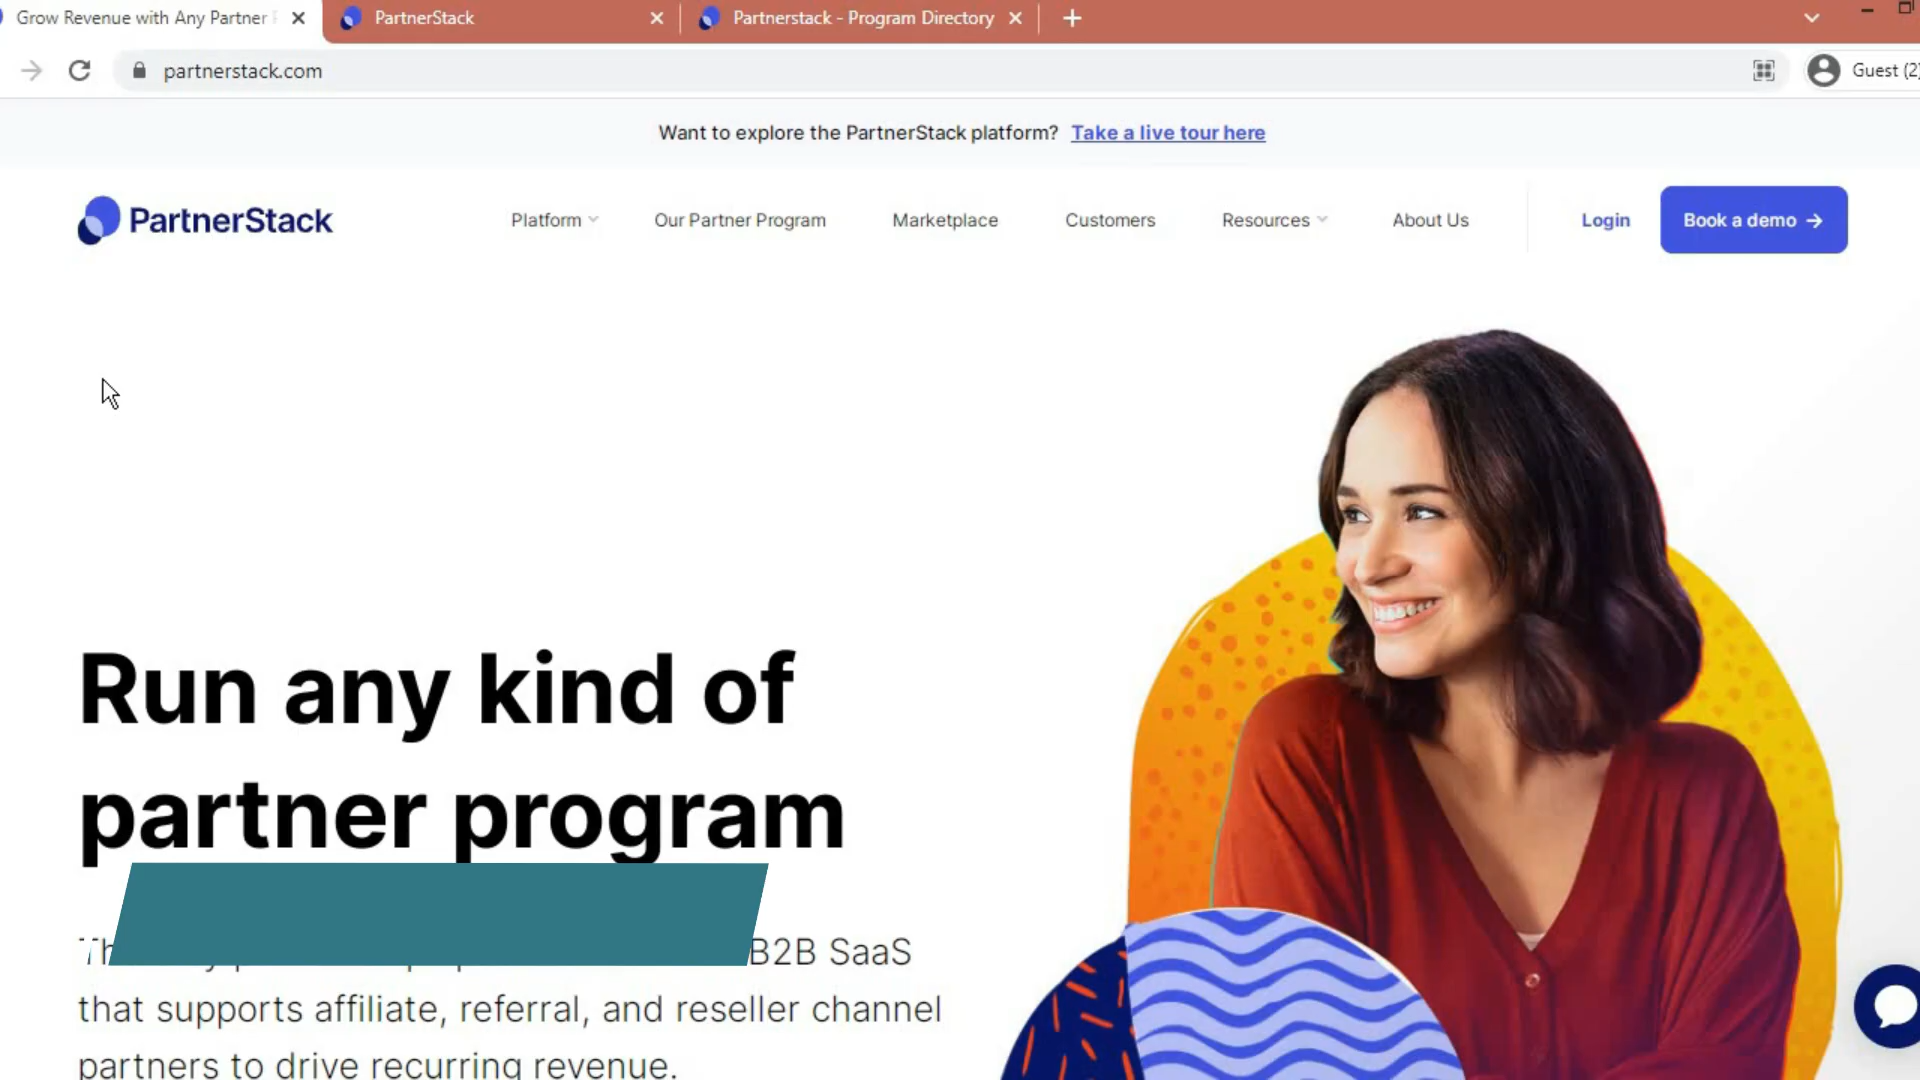 Grow Revenue with Any Partner
PartnerStack
Partnerstack - Program Directory
partnerstack.com
Guest (2)
Want to explore the PartnerStack platform? Take a live tour here
PartnerStack
Platform
Our Partner Program
Marketplace
Customers
Resources
About Us
Login
Book a demo →
Run any kind of
partner program
B2B SaaS
that supports affiliate, referral, and reseller channel
partners to drive recurring revenue.